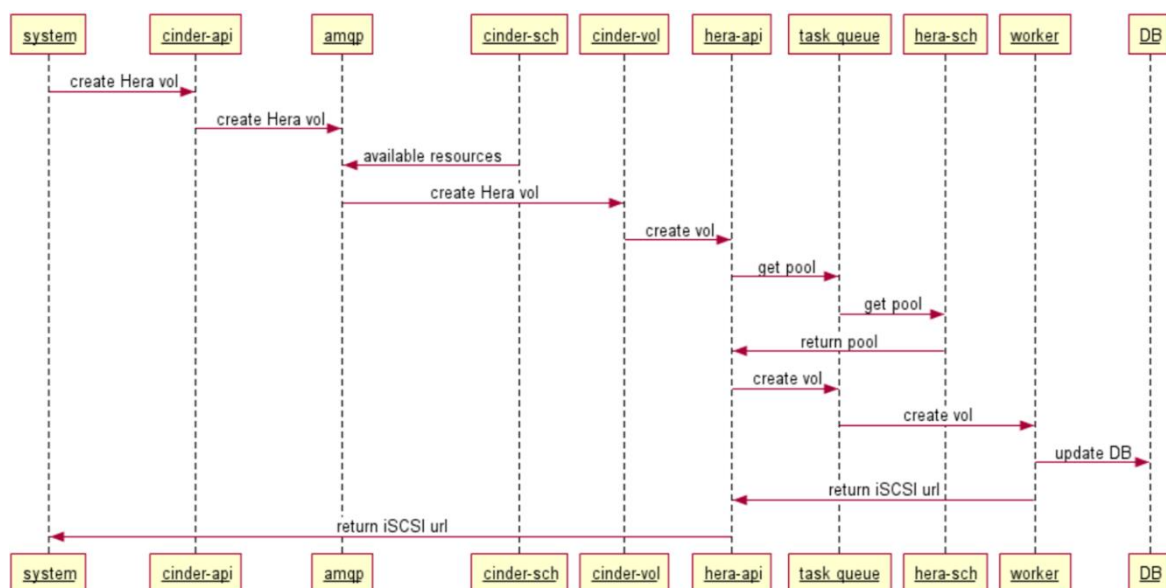 system cinder-api amqp cinder-sch cinder-vol hera-api task queue hera-sch worker DB
create Hera vol
create Hera vol
available resources
create Hera vol
create vol
get pool
get pool
return pool
create vol
create vol
update DB
return iSCSI url
return iSCSI url
system cinder-api amqp cinder-sch cinder-vol hera-api task queue hera-sch worker DB